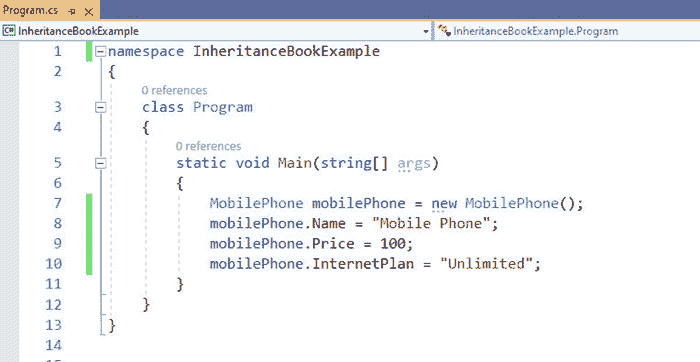 Program.cs
C# InheritanceBookExample InheritanceBookExample.Program
1 namespace InheritanceBookExample
2 {
0 references
3 class Program
4 {
0 references
5 static void Main(string[] args)
6 {
7 MobilePhone mobilePhone = new MobilePhone();
8 mobilePhone.Name = "Mobile Phone";
9 mobilePhone.Price = 100;
10 mobilePhone.InternetPlan = "Unlimited";
11 }
12 }
13 }
14